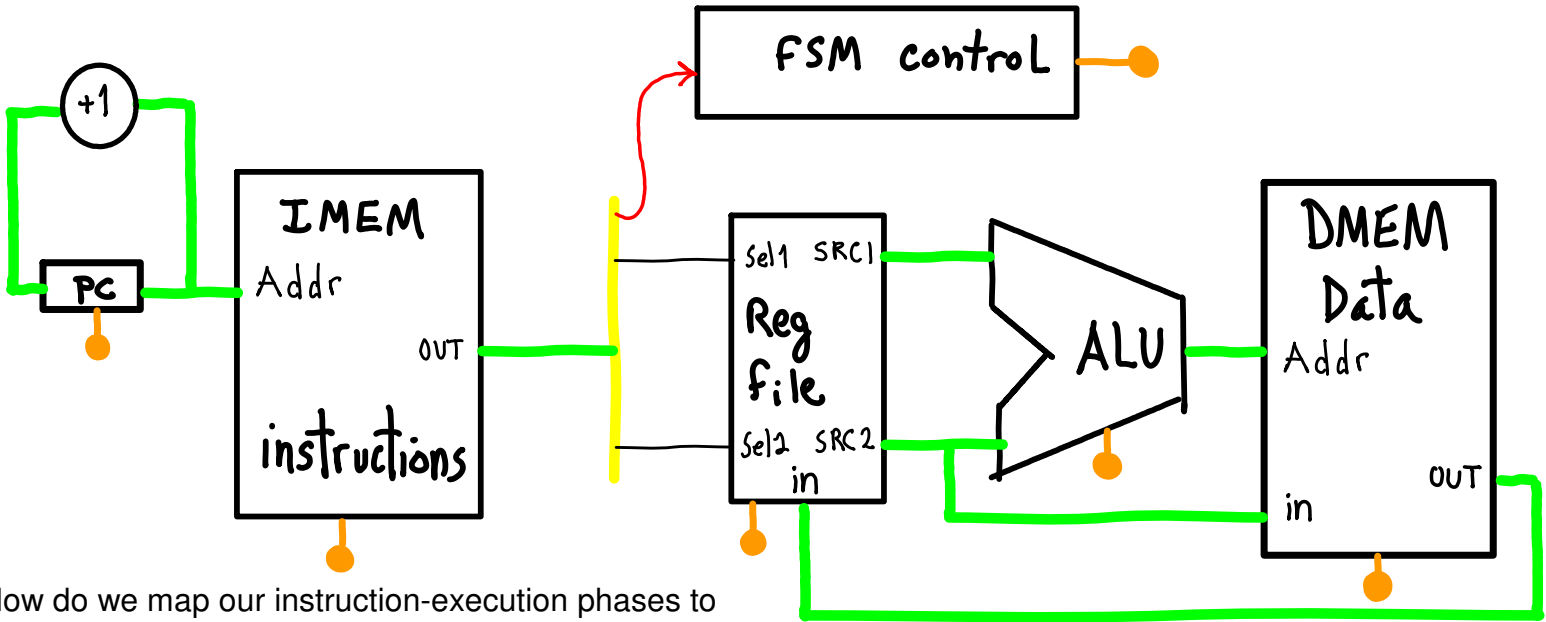 FSM control
+1
PC
IMEM
Addr
OUT
instructions
Sel1 SRC1
Reg
file
Sel2 SRC2
in
ALU
DMEM
Data
Addr
OUT
in
do we map our instruction-execution phases to